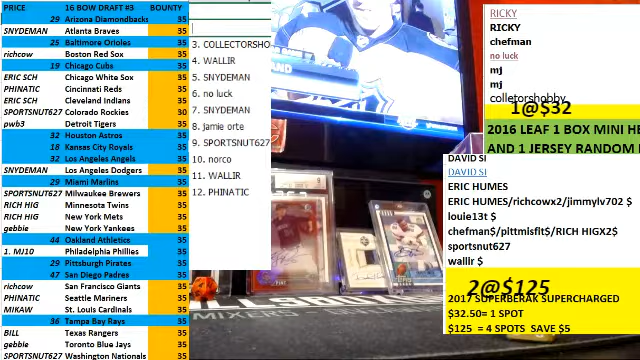 16 BOW DRAFT #3 BOUNTY
29 Arizona Diamondbacks 35
SNYDEMAN Atlanta Braves 35
25 Baltimore Orioles 35
richcow Boston Red Sox 35
19 Chicago Cubs 35
ERIC SCH Chicago White Sox 35
PHINATIC Cincinnati Reds 35
ERIC SCH Cleveland Indians 35
SPORTSNUT627 Colorado Rockies 30
pwb3 Detroit Tigers 35
32 Houston Astros 35
18 Kansas City Royals 35
32 Los Angeles Angels 35
SNYDEMAN Los Angeles Dodgers 35
29 Miami Marlins 35
SPORTSNUT627 Milwaukee Brewers 35
RICH HIG Minnesota Twins 35
RICH HIG New York Mets 35
gebbie New York Yankees 35
44 Oakland Athletics 35
1. MJ10 Philadelphia Phillies 35
29 Pittsburgh Pirates 35
47 San Diego Padres 35
richcow San Francisco Giants 35
PHINATIC Seattle Mariners 35
MIKAW St. Louis Cardinals 35
36 Tampa Bay Rays 35
BILL Texas Rangers 35
gebbie Toronto Blue Jays 35
SPORTSNUT627 Washington Nationals 35
3. COLLECTORSHO
4. WALLIR
5. SNYDEMAN
6. no luck
7. SNYDEMAN
8. jamie orte
9. SPORTSNUT627
10. norco
11. WALLIR
12. PHINATIC
RICKY
RICKY
chefman
no luck
mj
mj
colletorshobby
1@$32
2016 LEAF 1 BOX MINI HE
AND 1 JERSEY RANDOM
DAVID SI
DAVID SI
ERIC HUMES
ERIC HUMES/richcowx2/jimmylv702 $
louie13t $
chefman$/pittmisfit$/RICH HIGX2$
sportsnut627
wallir $
2@$125
2017 SUPERBERAK SUPERCHARGED
$32.50= 1 SPOT
$125 = 4 SPOTS SAVE $5
MIXERS